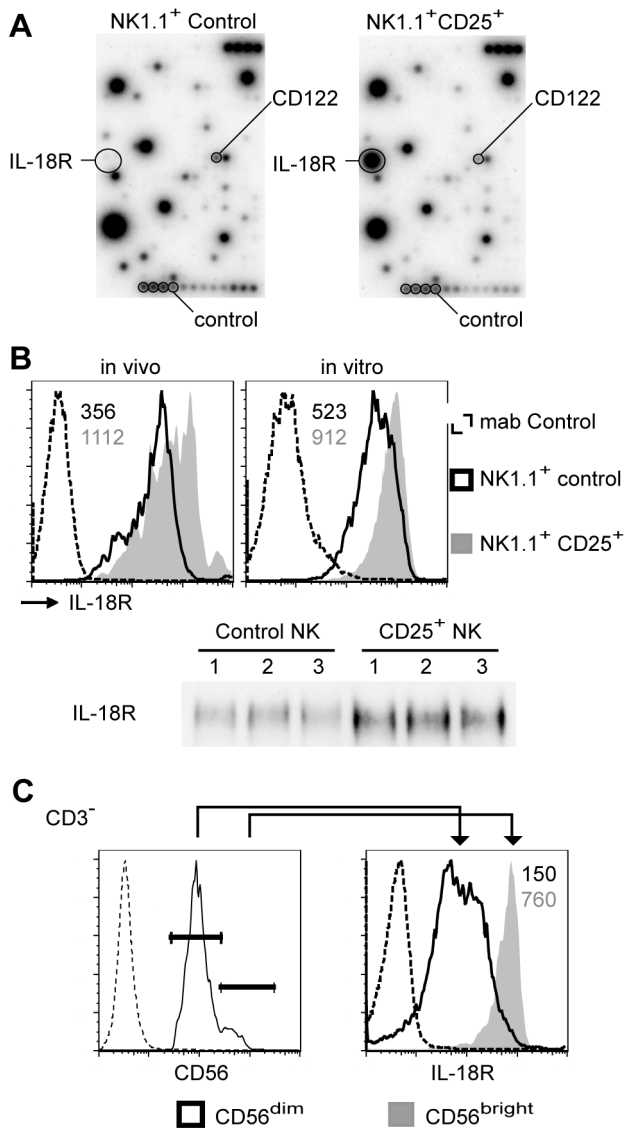 A
NK1.1+ Control
NK1.1+CD25+
CD122
CD122
IL-18R
IL-18R
control
control
B
in vivo
in vitro
356
1112
523
912
mab Control
NK1.1+ control
NK1.1+ CD25+
IL-18R
Control NK
CD25+ NK
1 2 3 1 2 3
IL-18R
C
CD3-
150
760
CD56
IL-18R
CD56dim
CD56bright